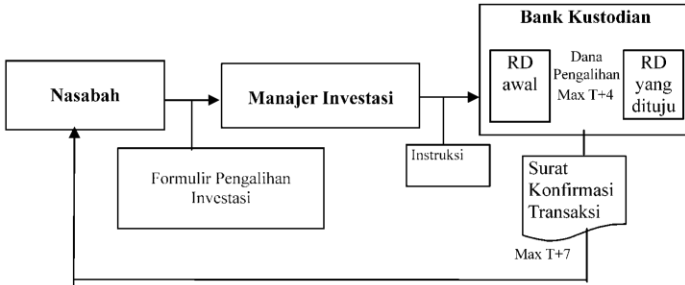 Nasabah
Manajer Investasi
Bank Kustodian
RD
awal
Dana
Pengalihan
Max T+4
RD
yang
dituju
Formulir Pengalihan
Investasi
Instruksi
Surat
Konfirmasi
Transaksi
Max T+7